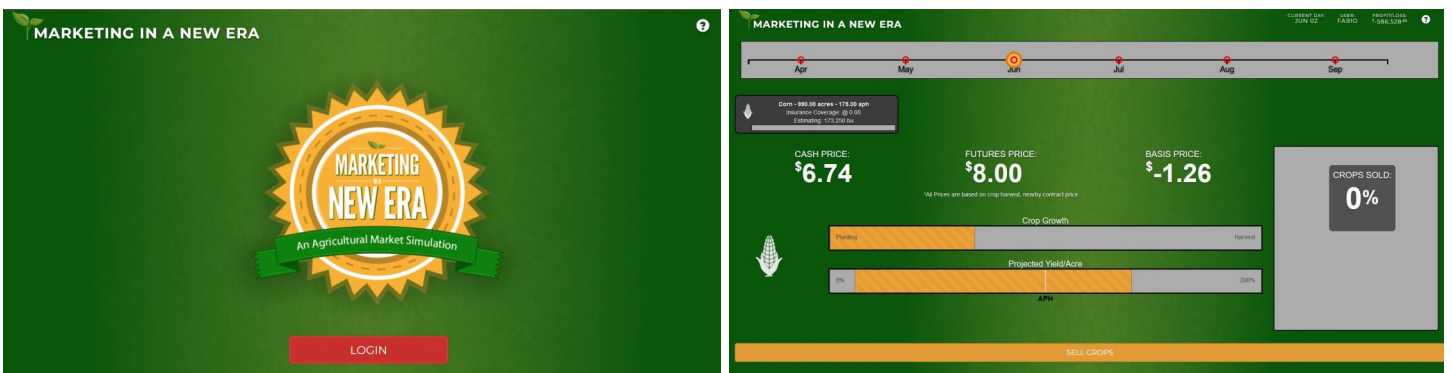 MARKETING IN A NEW ERA
?
MARKETING
IN A
NEW ERA
An Agricultural Market Simulation
LOGIN
MARKETING IN A NEW ERA
CURRENT DAY:
JUN 02
USER:
FABIO
PROFIT/LOSS:
$-586,528
?
Apr May Jun Jul Aug Sep
Corn - 990.00 acres - 175.00 aph
Insurance Coverage: @ 0.00
Estimating: 173,250 bu
CASH PRICE:
$6.74
FUTURES PRICE:
$8.00
*All Prices are based on crop harvest, nearby contract price
BASIS PRICE:
$-1.26
CROPS SOLD:
0%
Crop Growth
Planting Harvest
Projected Yield/Acre
0% 200%
APH
SELL CROPS